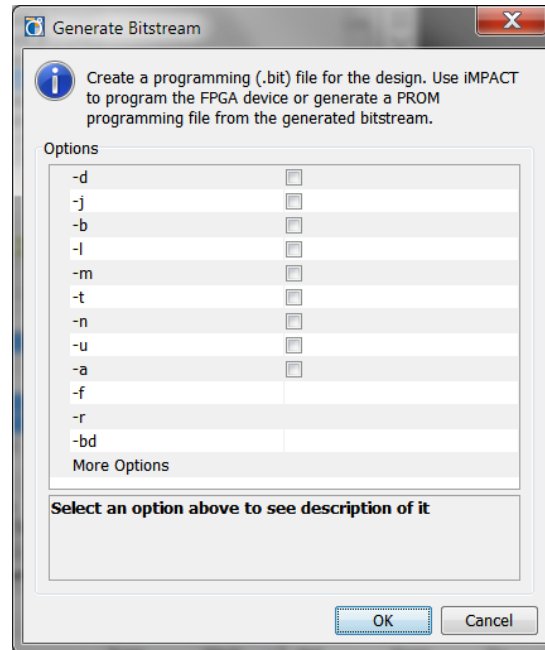 Generate Bitstream
Create a programming (.bit) file for the design. Use iMPACT
to program the FPGA device or generate a PROM
programming file from the generated bitstream.
Options
-d
-j
-b
-l
-m
-t
-n
-u
-a
-f
-r
-bd
More Options
Select an option above to see description of it
OK
Cancel